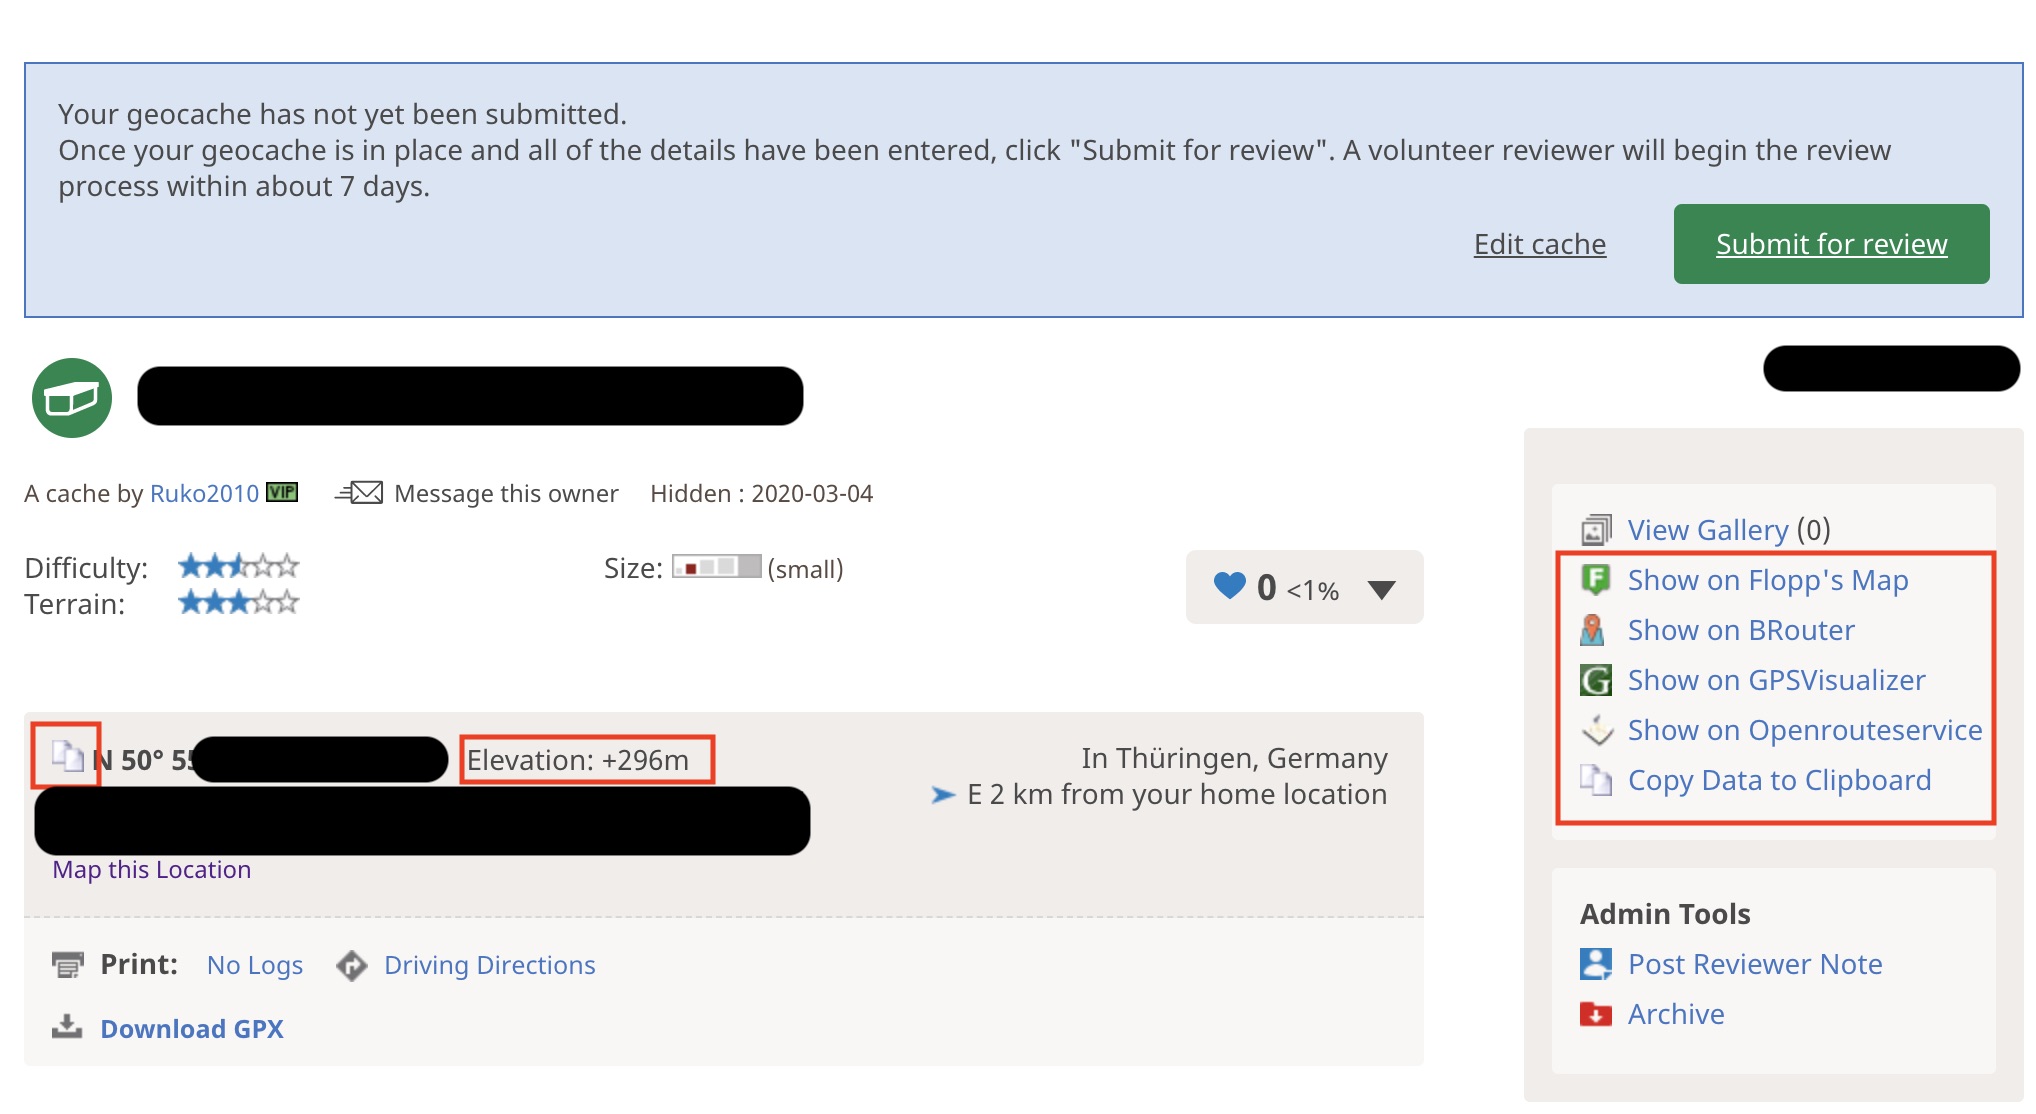 Your geocache has not yet been submitted.
Once your geocache is in place and all of the details have been entered, click "Submit for review". A volunteer reviewer will begin the review
process within about 7 days.
Edit cache Submit for review
A cache by Ruko2010 VIP Message this owner Hidden : 2020-03-04
Difficulty: Size: (small)
Terrain:
0 <1%
N 50° 55 Elevation: +296m
In Thüringen, Germany
E 2 km from your home location
Map this Location
Print: No Logs Driving Directions
Download GPX
View Gallery (0)
F Show on Flopp's Map
Show on BRouter
G Show on GPSVisualizer
Show on Openrouteservice
Copy Data to Clipboard
Admin Tools
Post Reviewer Note
Archive